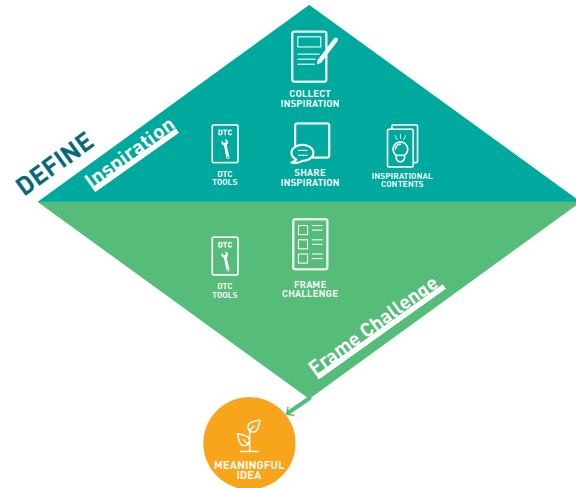 COLLECT
INSPIRATION
DEFINE
Inspiration
DTC
DTC
TOOLS
SHARE
INSPIRATION
INSPIRATIONAL
CONTENTS
DTC
DTC
TOOLS
FRAME
CHALLENGE
Frame Challenge
MEANINGFUL
IDEA